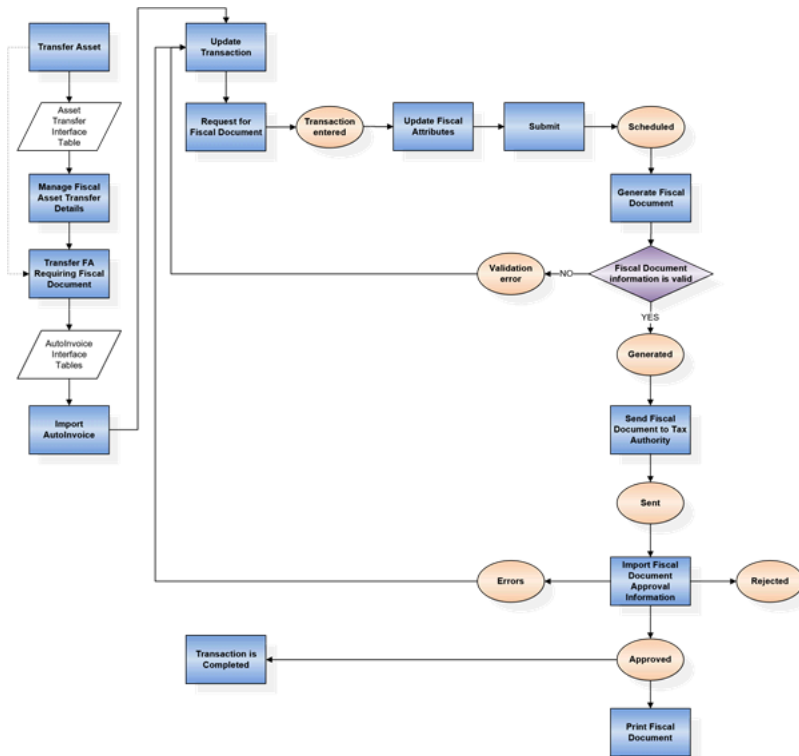 Transfer Asset
Asset
Transfer
Interface
Table
Manage Fiscal
Asset Transfer
Details
Transfer FA
Requiring Fiscal
Document
AutoInvoice
Interface
Tables
Import
AutoInvoice
Update
Transaction
Request for
Fiscal Document
Transaction
entered
Update Fiscal
Attributes
Submit
Scheduled
Generate Fiscal
Document
Fiscal Document
information is valid
NO
Validation
error
YES
Generated
Send Fiscal
Document to Tax
Authority
Sent
Import Fiscal
Document
Approval
Information
Errors
Rejected
Approved
Transaction is
Completed
Print Fiscal
Document